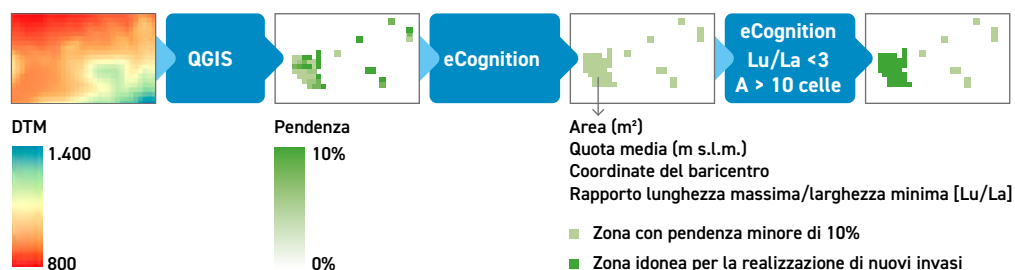 QGIS
eCognition
eCognition
Lu/La <3
A > 10 celle
DTM
1.400
800
Pendenza
10%
0%
Area (m²)
Quota media (m s.l.m.)
Coordinate del baricentro
Rapporto lunghezza massima/larghezza minima [Lu/La]
Zona con pendenza minore di 10%
Zona idonea per la realizzazione di nuovi invasi